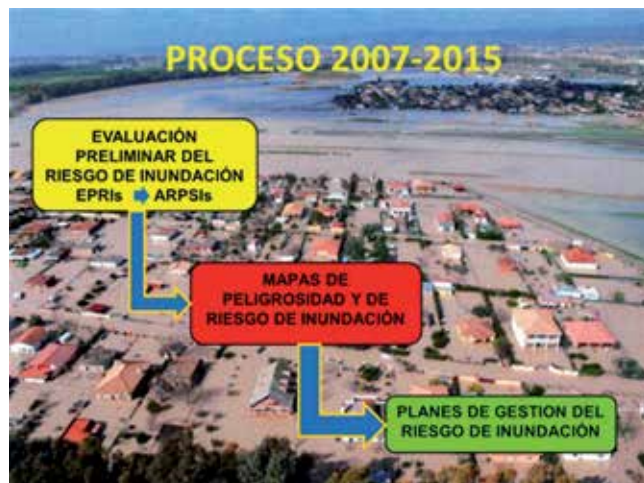 PROCESO 2007-2015
EVALUACIÓN
PRELIMINAR DEL
RIESGO DE INUNDACIÓN
EPRIs ARPSIs
MAPAS DE
PELIGROSIDAD Y DE
RIESGO DE INUNDACIÓN
PLANES DE GESTION DEL
RIESGO DE INUNDACIÓN